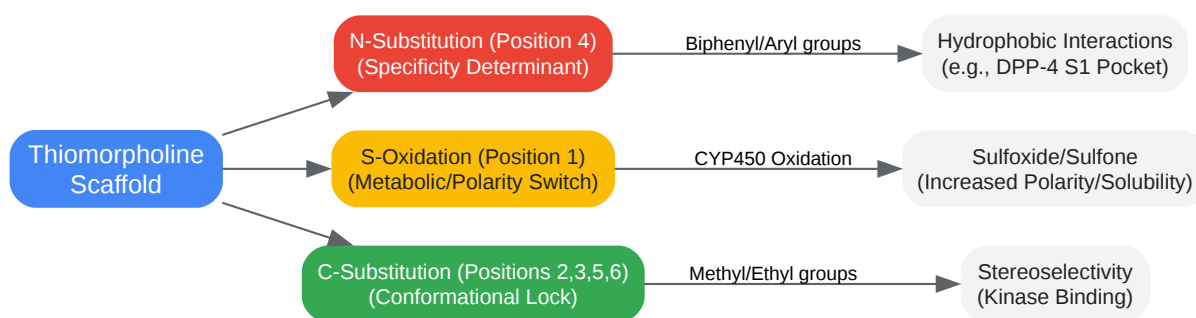 Thiomorpholine
Scaffold
N-Substitution (Position 4)
(Specificity Determinant)
Biphenyl/Aryl groups
Hydrophobic Interactions
(e.g., DPP-4 S1 Pocket)
S-Oxidation (Position 1)
(Metabolic/Polarity Switch)
CYP450 Oxidation
Sulfoxide/Sulfone
(Increased Polarity/Solubility)
C-Substitution (Positions 2,3,5,6)
(Conformational Lock)
Methyl/Ethyl groups
Stereoselectivity
(Kinase Binding)